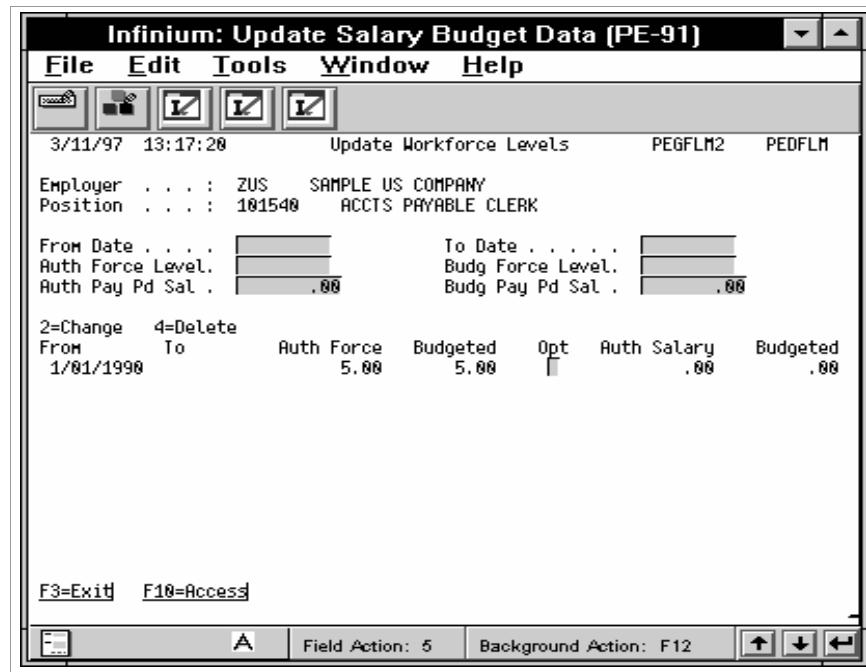 Infinium: Update Salary Budget Data (PE-91)
File Edit Tools Window Help
3/11/97 13:17:20 Update Workforce Levels PEGFLM2 PEDFLM
Employer . . . : ZUS SAMPLE US COMPANY
Position . . . : 101540 ACCTS PAYABLE CLERK
From Date . . . . To Date . . . . .
Auth Force Level. Budg Force Level.
Auth Pay Pd Sal . .00 Budg Pay Pd Sal . .00
2=Change 4=Delete
From To Auth Force Budgeted Opt Auth Salary Budgeted
1/01/1990 5.00 5.00 .00 .00
F3=Exit F10=Access
A Field Action: 5 Background Action: F12